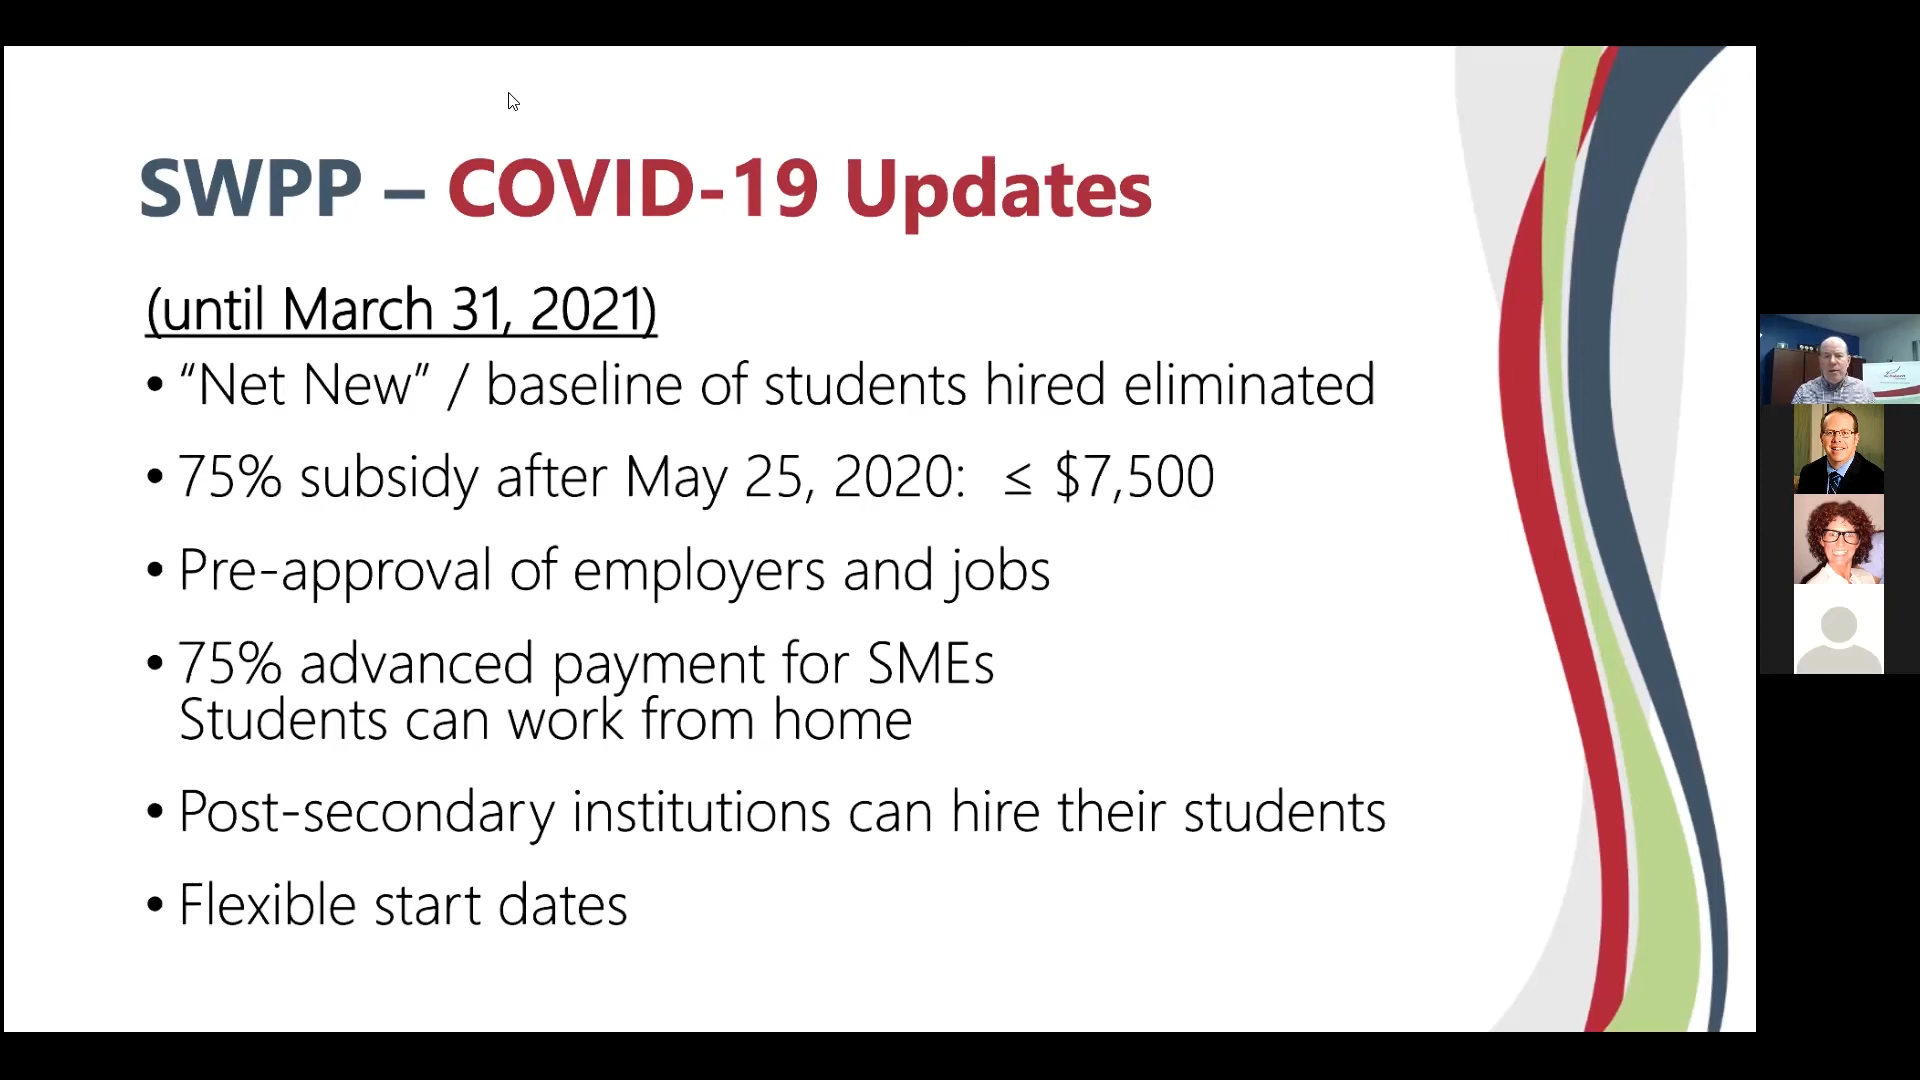 SWPP – COVID-19 Updates
(until March 31, 2021)
• “Net New” / baseline of students hired eliminated
• 75% subsidy after May 25, 2020:  ≤ $7,500
• Pre-approval of employers and jobs
• 75% advanced payment for SMEs
Students can work from home
• Post-secondary institutions can hire their students
• Flexible start dates